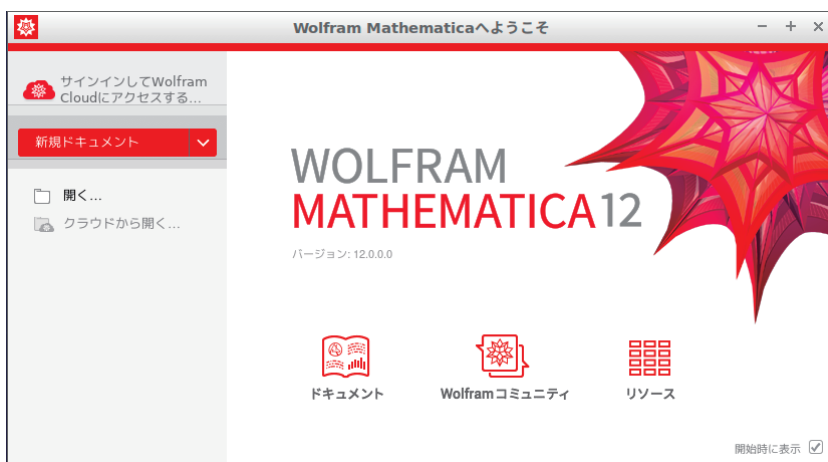 Wolfram Mathematicaへようこそ
サインインしてWolfram
Cloudにアクセスする...
新規ドキュメント
開く...
クラウドから開く...
WOLFRAM
MATHEMATICA 12
バージョン: 12.0.0.0
ドキュメント
Wolframコミュニティ
リソース
開始時に表示